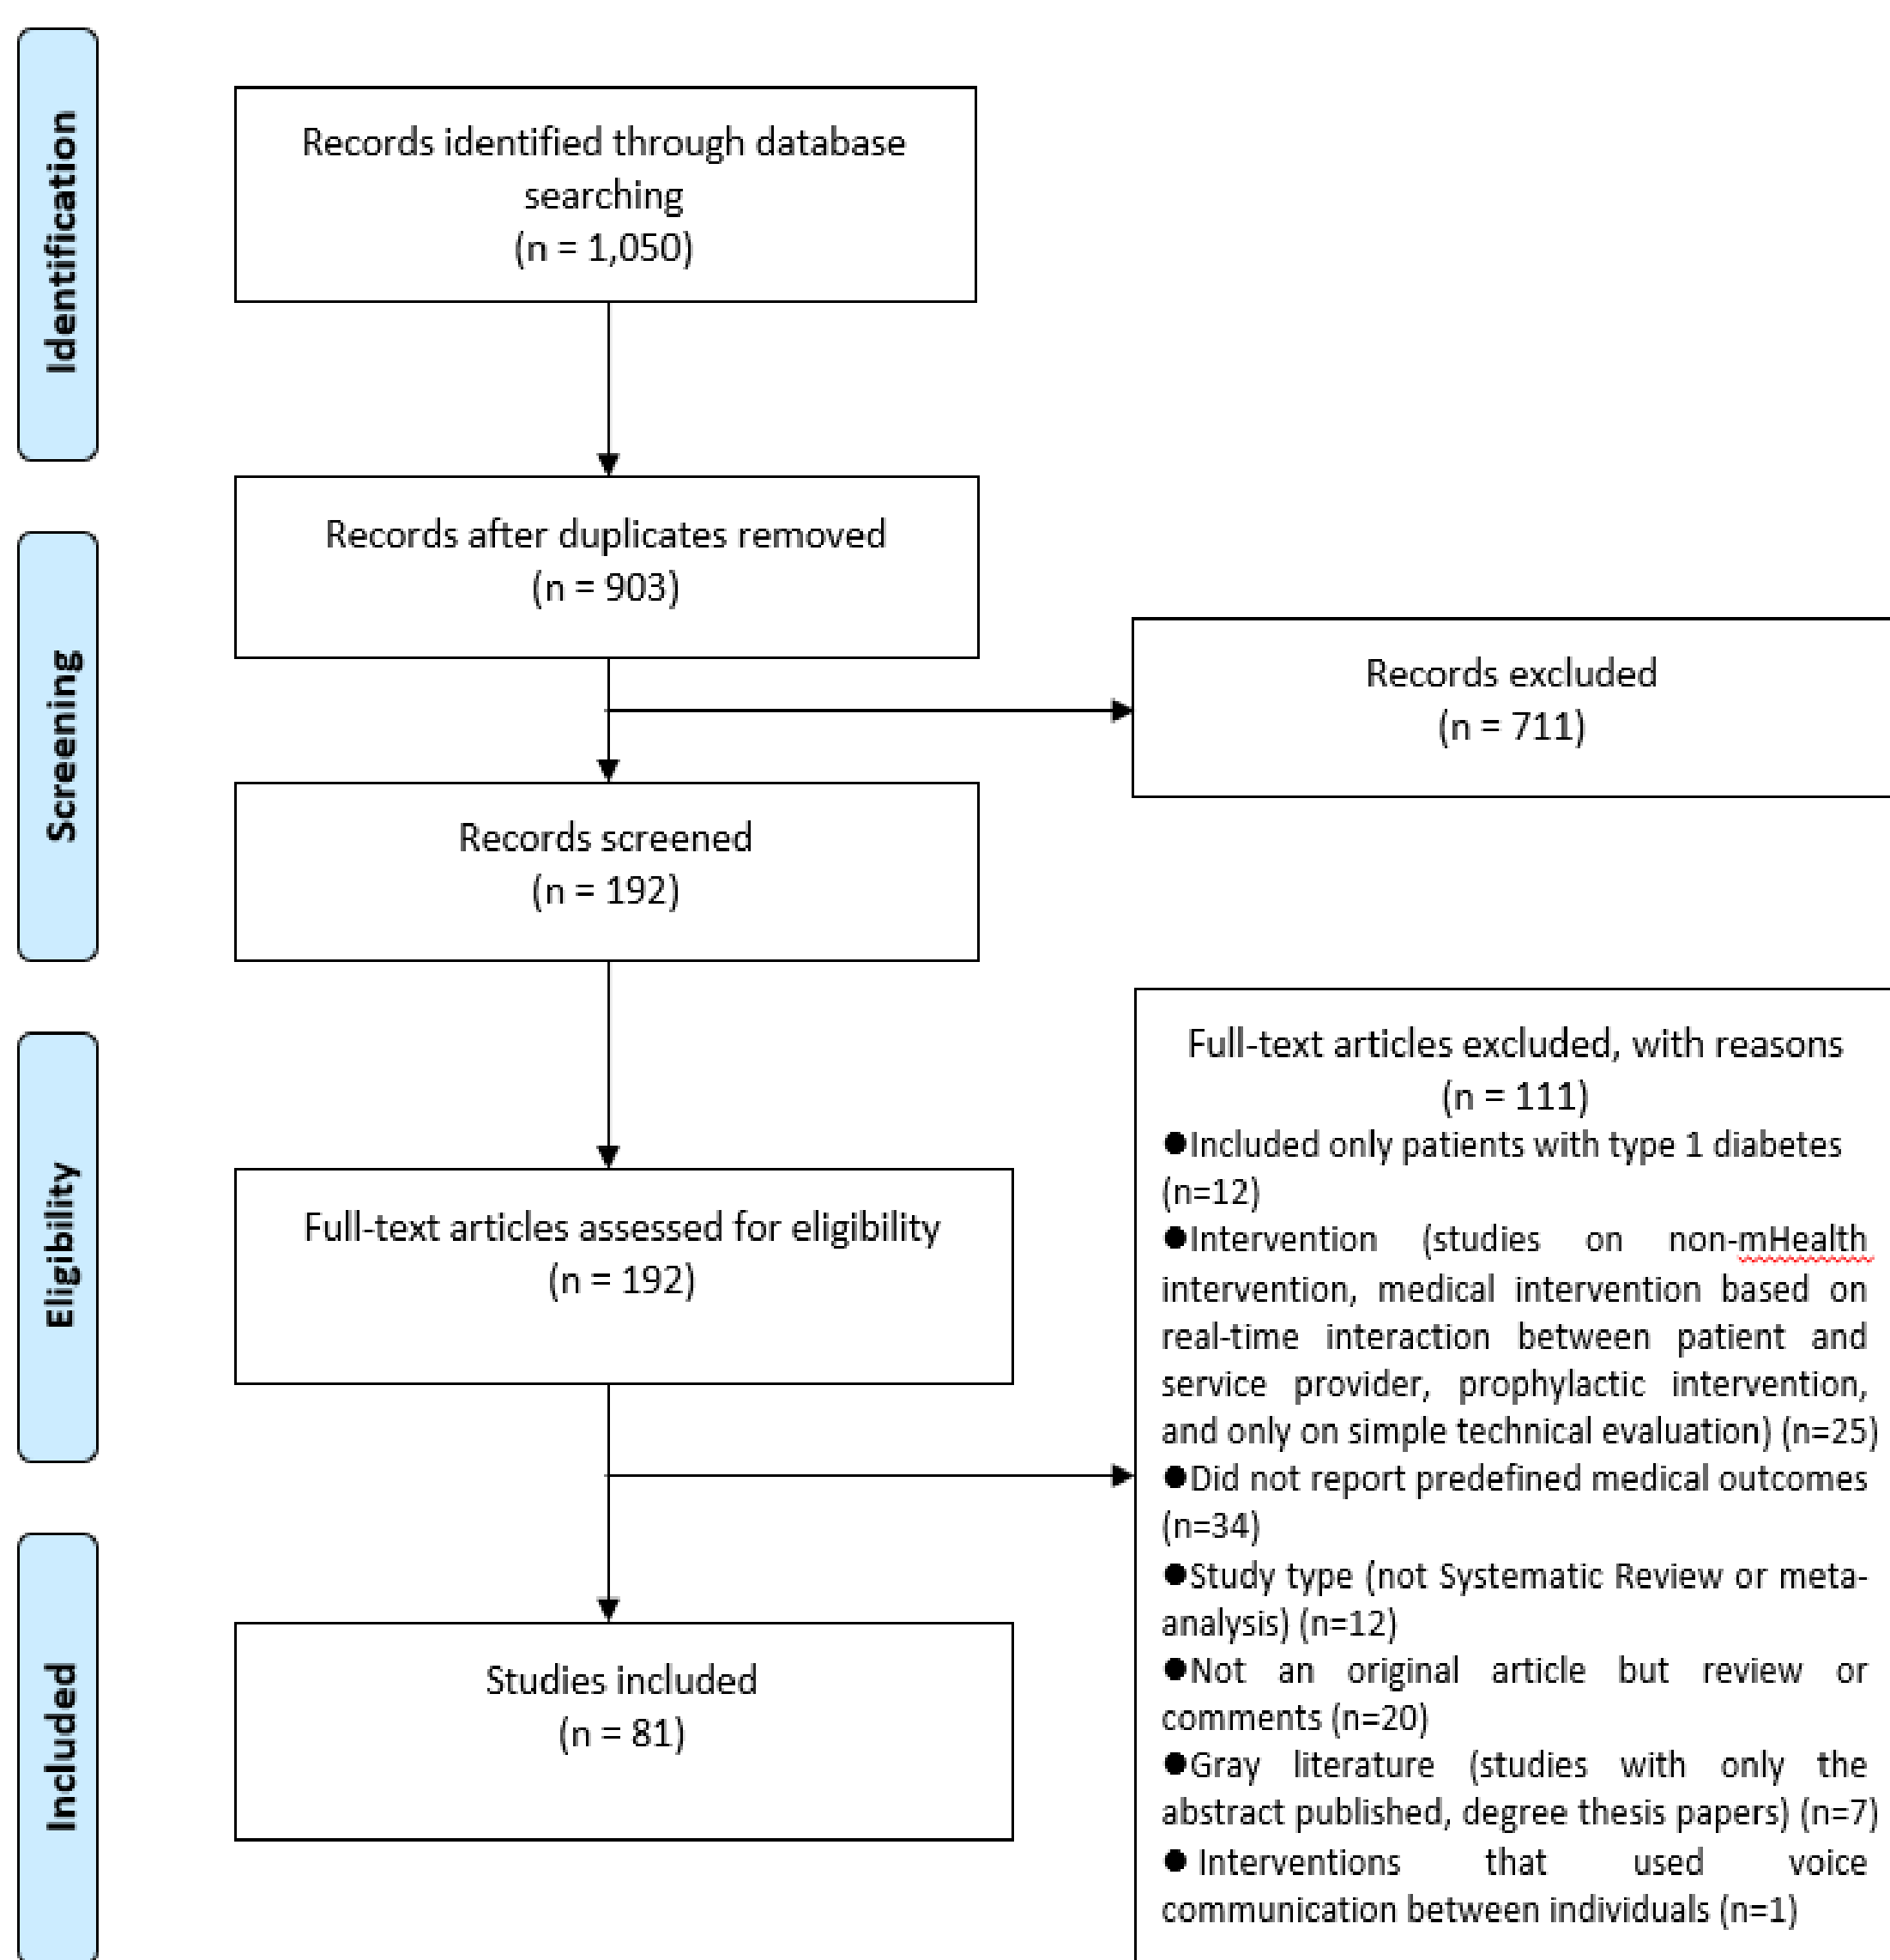 Identification
Records identified through database
searching
(n = 1,050)
Records after duplicates removed
(n = 903)
Screening
Records excluded
(n = 711)
Records screened
(n = 192)
Eligibility
Full-text articles assessed for eligibility
(n = 192)
Full-text articles excluded, with reasons
(n = 111)
●Included only patients with type 1 diabetes
(n=12)
●Intervention (studies on non-mHealth
intervention, medical intervention based on
real-time interaction between patient and
service provider, prophylactic intervention,
and only on simple technical evaluation) (n=25)
●Did not report predefined medical outcomes
(n=34)
●Study type (not Systematic Review or meta-
analysis) (n=12)
●Not an original article but review or
comments (n=20)
●Gray literature (studies with only the
abstract published, degree thesis papers) (n=7)
● Interventions that used voice
communication between individuals (n=1)
Included
Studies included
(n = 81)